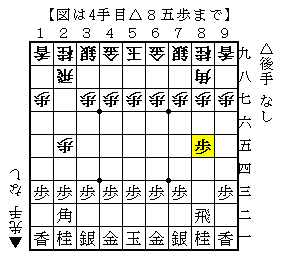 【図は4手目△８五歩まで】
1 2 3 4 5 6 7 8 9
香桂銀金玉金銀桂香 九
飛 角 八
歩 歩歩歩歩歩歩歩 七
六
歩 歩 五
四
歩歩歩歩歩歩歩 歩 三
角 飛 二
香桂銀金玉金銀桂香 一
△後手 なし
▲先手 なし